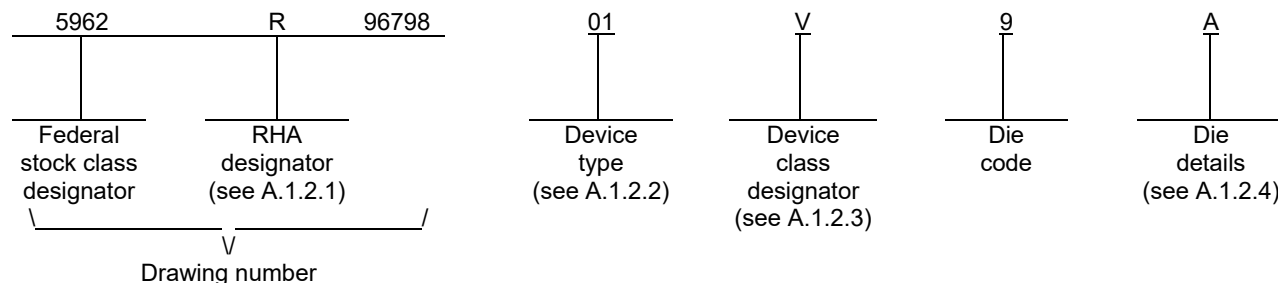 5962 R 96798 01 V 9 A
Federal stock class designator
RHA designator (see A.1.2.1)
Device type (see A.1.2.2)
Device class designator (see A.1.2.3)
Die code
Die details (see A.1.2.4)
Drawing number